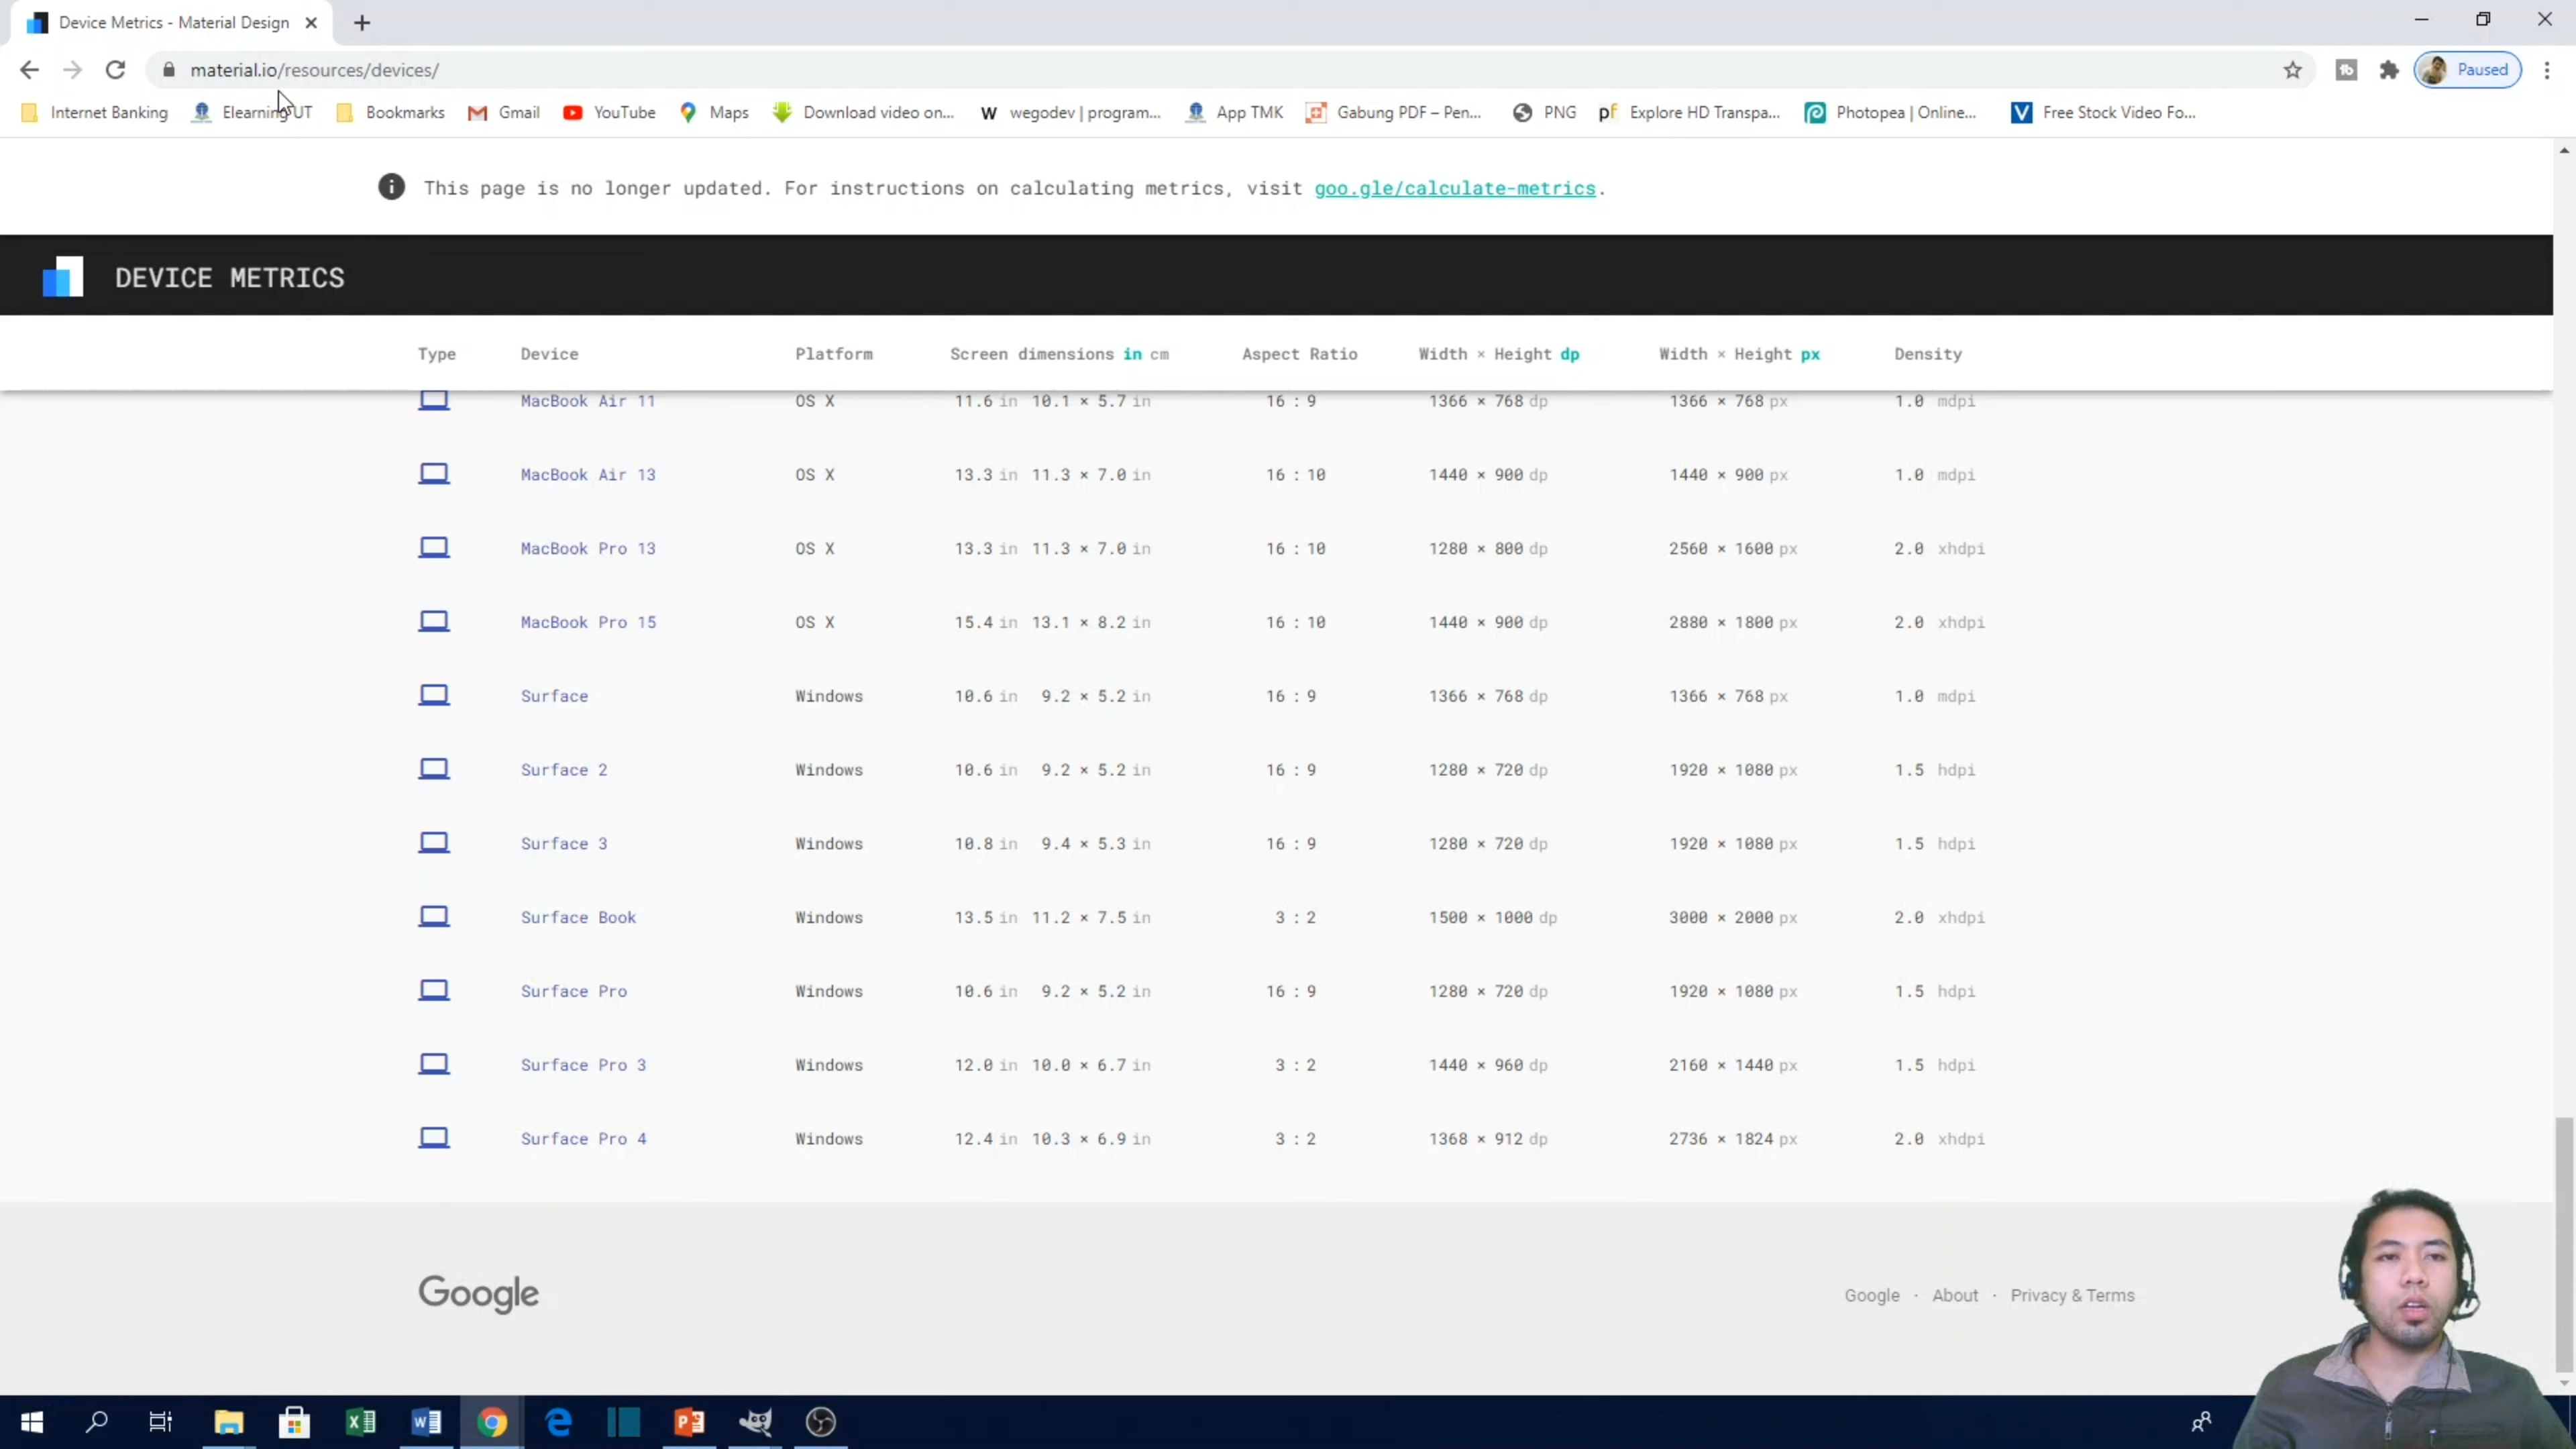 Device Metrics - Material Design
material.io/resources/devices/
Paused
Internet Banking Elearning UT Bookmarks Gmail YouTube Maps Download video on... wegodev | program... App TMK Gabung PDF – Pen... PNG Explore HD Transpa... Photopea | Online... Free Stock Video Fo...
This page is no longer updated. For instructions on calculating metrics, visit goo.gle/calculate-metrics.
DEVICE METRICS
Type Device Platform Screen dimensions in cm Aspect Ratio Width × Height dp Width × Height px Density
MacBook Air 11 OS X 11.6 in 10.1 × 5.7 in 16 : 9 1366 × 768 dp 1366 × 768 px 1.0 mdpi
MacBook Air 13 OS X 13.3 in 11.3 × 7.0 in 16 : 10 1440 × 900 dp 1440 × 900 px 1.0 mdpi
MacBook Pro 13 OS X 13.3 in 11.3 × 7.0 in 16 : 10 1280 × 800 dp 2560 × 1600 px 2.0 xhdpi
MacBook Pro 15 OS X 15.4 in 13.1 × 8.2 in 16 : 10 1440 × 900 dp 2880 × 1800 px 2.0 xhdpi
Surface Windows 10.6 in 9.2 × 5.2 in 16 : 9 1366 × 768 dp 1366 × 768 px 1.0 mdpi
Surface 2 Windows 10.6 in 9.2 × 5.2 in 16 : 9 1280 × 720 dp 1920 × 1080 px 1.5 hdpi
Surface 3 Windows 10.8 in 9.4 × 5.3 in 16 : 9 1280 × 720 dp 1920 × 1080 px 1.5 hdpi
Surface Book Windows 13.5 in 11.2 × 7.5 in 3 : 2 1500 × 1000 dp 3000 × 2000 px 2.0 xhdpi
Surface Pro Windows 10.6 in 9.2 × 5.2 in 16 : 9 1280 × 720 dp 1920 × 1080 px 1.5 hdpi
Surface Pro 3 Windows 12.0 in 10.0 × 6.7 in 3 : 2 1440 × 960 dp 2160 × 1440 px 1.5 hdpi
Surface Pro 4 Windows 12.4 in 10.3 × 6.9 in 3 : 2 1368 × 912 dp 2736 × 1824 px 2.0 xhdpi
Google
Google · About · Privacy & Terms